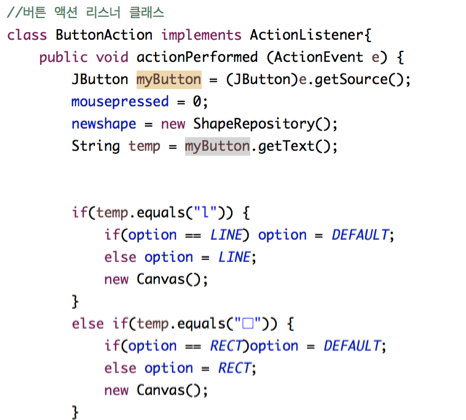 //버튼 액션 리스너 클래스
class ButtonAction implements ActionListener{
    public void actionPerformed (ActionEvent e) {
        JButton myButton = (JButton)e.getSource();
        mousepressed = 0;
        newshape = new ShapeRepository();
        String temp = myButton.getText();
        if(temp.equals("l")) {
            if(option == LINE) option = DEFAULT;
            else option = LINE;
            new Canvas();
        }
        else if(temp.equals("□")) {
            if(option == RECT)option = DEFAULT;
            else option = RECT;
            new Canvas();
        }